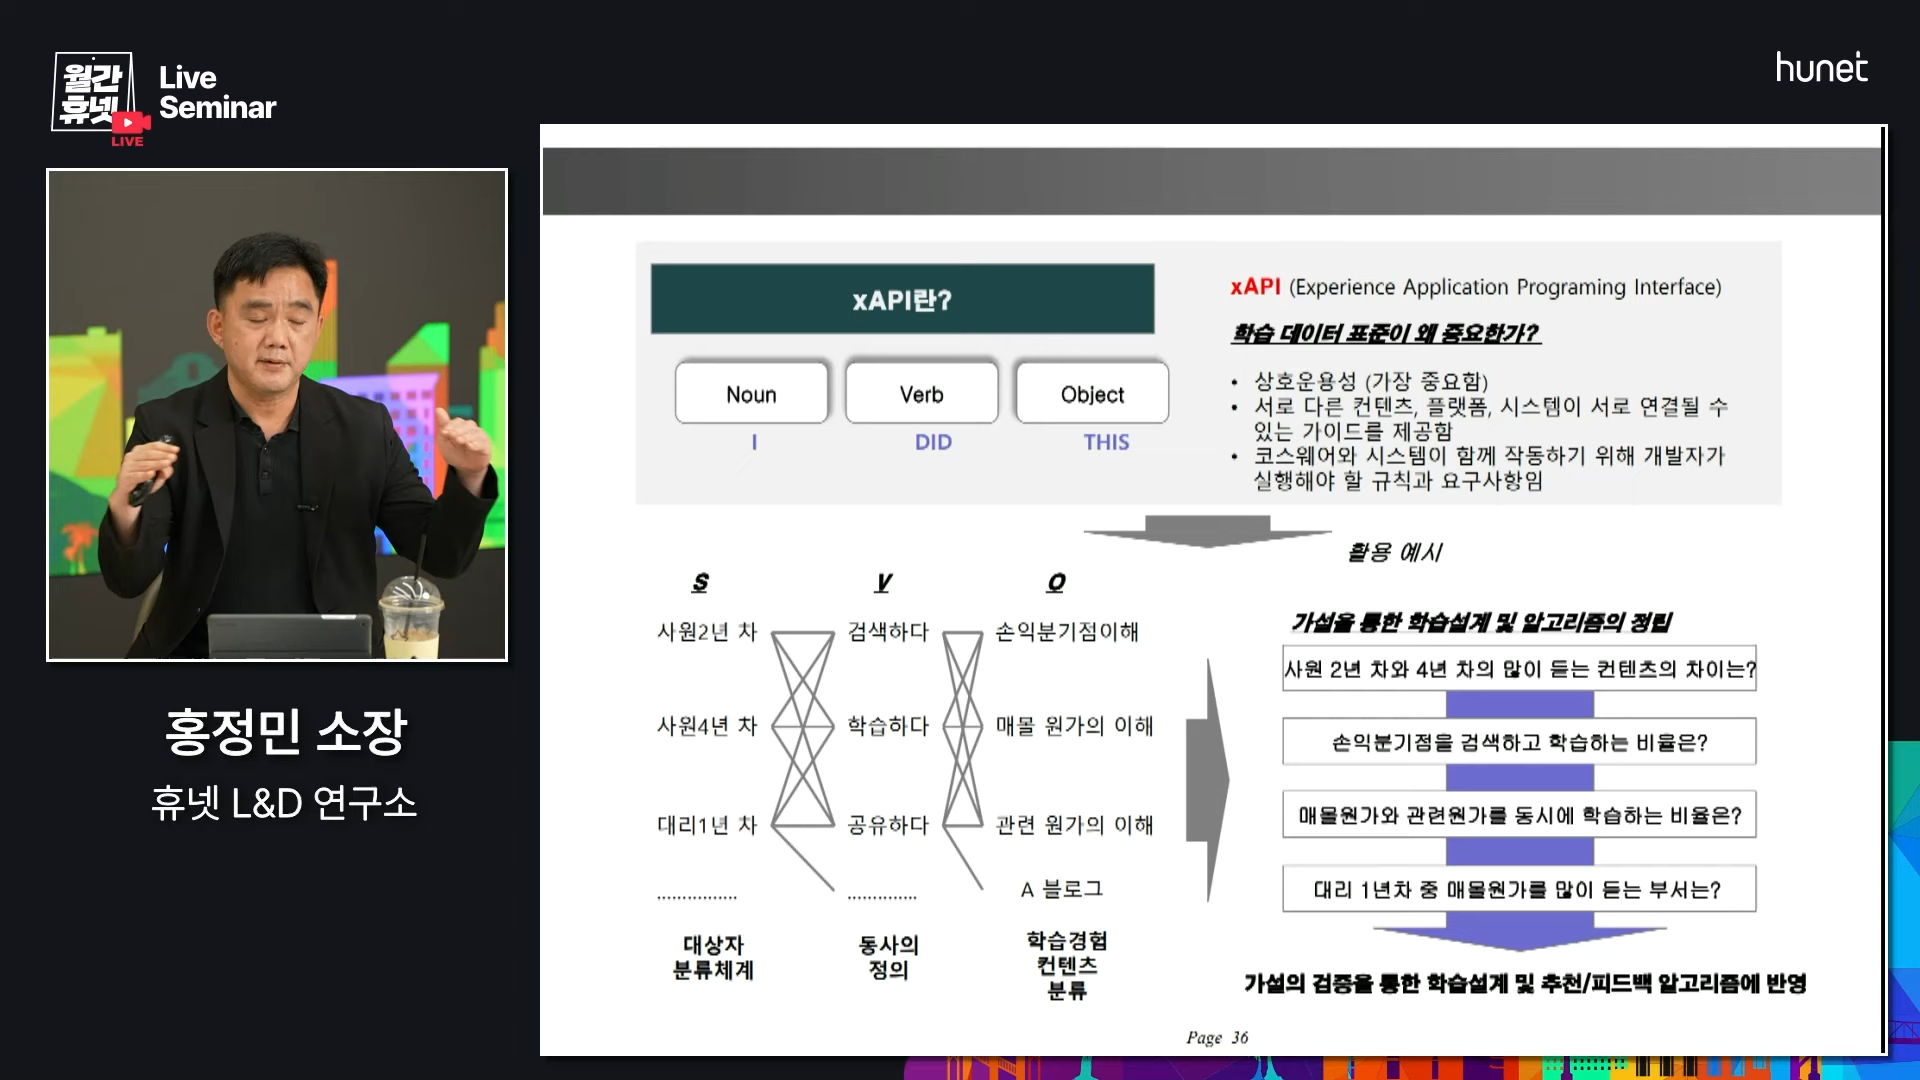 월간
휴넷
LIVE
Live
Seminar
hunet
홍정민 소장
휴넷 L&D 연구소
xAPI란?
Noun
Verb
Object
I
DID
THIS
xAPI (Experience Application Programing Interface)
학습 데이터 표준이 왜 중요한가?
• 상호운용성 (가장 중요함)
• 서로 다른 컨텐츠, 플랫폼, 시스템이 서로 연결될 수
있는 가이드를 제공함
• 코스웨어와 시스템이 함께 작동하기 위해 개발자가
실행해야 할 규칙과 요구사항임
활용 예시
S
V
O
사원2년 차
검색하다
손익분기점이해
사원4년 차
학습하다
매몰 원가의 이해
대리1년 차
공유하다
관련 원가의 이해
................
..............
A 블로그
대상자
분류체계
동사의
정의
학습경험
컨텐츠
분류
가설을 통한 학습설계 및 알고리즘의 정립
사원 2년 차와 4년 차의 많이 듣는 컨텐츠의 차이는?
손익분기점을 검색하고 학습하는 비율은?
매몰원가와 관련원가를 동시에 학습하는 비율은?
대리 1년차 중 매몰원가를 많이 듣는 부서는?
가설의 검증을 통한 학습설계 및 추천/피드백 알고리즘에 반영
Page 36